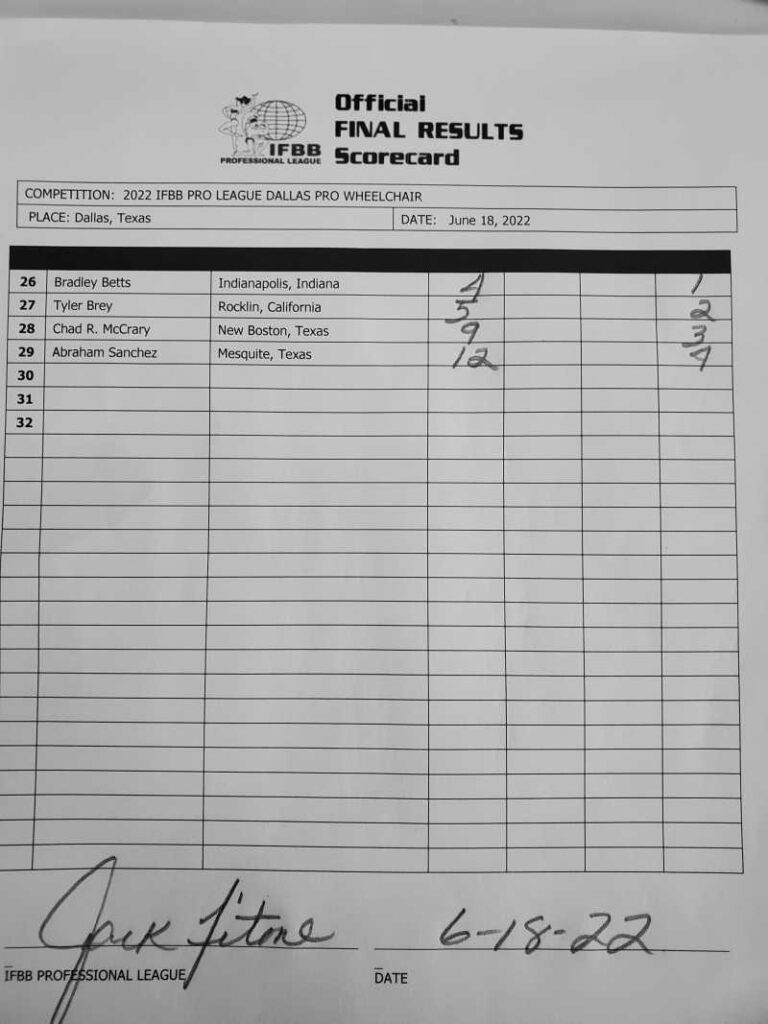 Official
FINAL RESULTS
Scorecard
IFBB
PROFESSIONAL LEAGUE
COMPETITION: 2022 IFBB PRO LEAGUE DALLAS PRO WHEELCHAIR
PLACE: Dallas, Texas DATE: June 18, 2022
26 Bradley Betts Indianapolis, Indiana 4 1
27 Tyler Brey Rocklin, California 5 2
28 Chad R. McCrary New Boston, Texas 9 3
29 Abraham Sanchez Mesquite, Texas 12 4
30
31
32
Jack Titone 6-18-22
IFBB PROFESSIONAL LEAGUE DATE